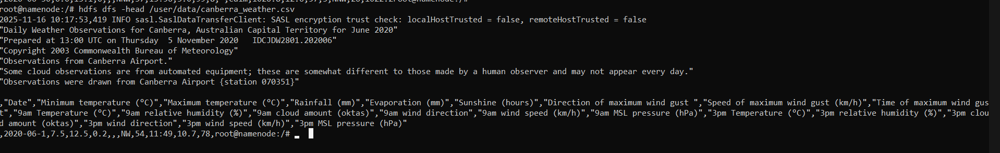 root@namenode:/# hdfs dfs -head /user/data/canberra_weather.csv
2025-11-16 10:17:53,419 INFO sasl.SaslDataTransferClient: SASL encryption trust check: localHostTrusted = false, remoteHostTrusted = false
"Daily Weather Observations for Canberra, Australian Capital Territory for June 2020"
"Prepared at 13:00 UTC on Thursday  5 November 2020   IDCJDW2801.202006"
"Copyright 2003 Commonwealth Bureau of Meteorology"
"Observations from Canberra Airport."
"Some cloud observations are from automated equipment; these are somewhat different to those made by a human observer and may not appear every day."
"Observations were drawn from Canberra Airport {station 070351}"
,"Date","Minimum temperature (ºC)","Maximum temperature (ºC)","Rainfall (mm)","Evaporation (mm)","Sunshine (hours)","Direction of maximum wind gust ","Speed of maximum wind gust (km/h)","Time of maximum wind gus
t","9am Temperature (ºC)","9am relative humidity (%)","9am cloud amount (oktas)","9am wind direction","9am wind speed (km/h)","9am MSL pressure (hPa)","3pm Temperature (ºC)","3pm relative humidity (%)","3pm clou
d amount (oktas)","3pm wind direction","3pm wind speed (km/h)","3pm MSL pressure (hPa)"
,2020-06-1,7.5,12.5,0.2,,,NW,54,11:49,10.7,78,root@namenode:/#